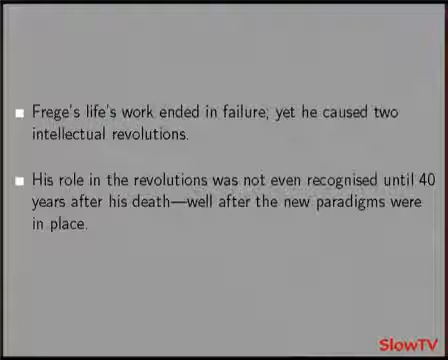 Frege's life's work ended in failure; yet he caused two
intellectual revolutions.
His role in the revolutions was not even recognised until 40
years after his death—well after the new paradigms were
in place.
SlowTV